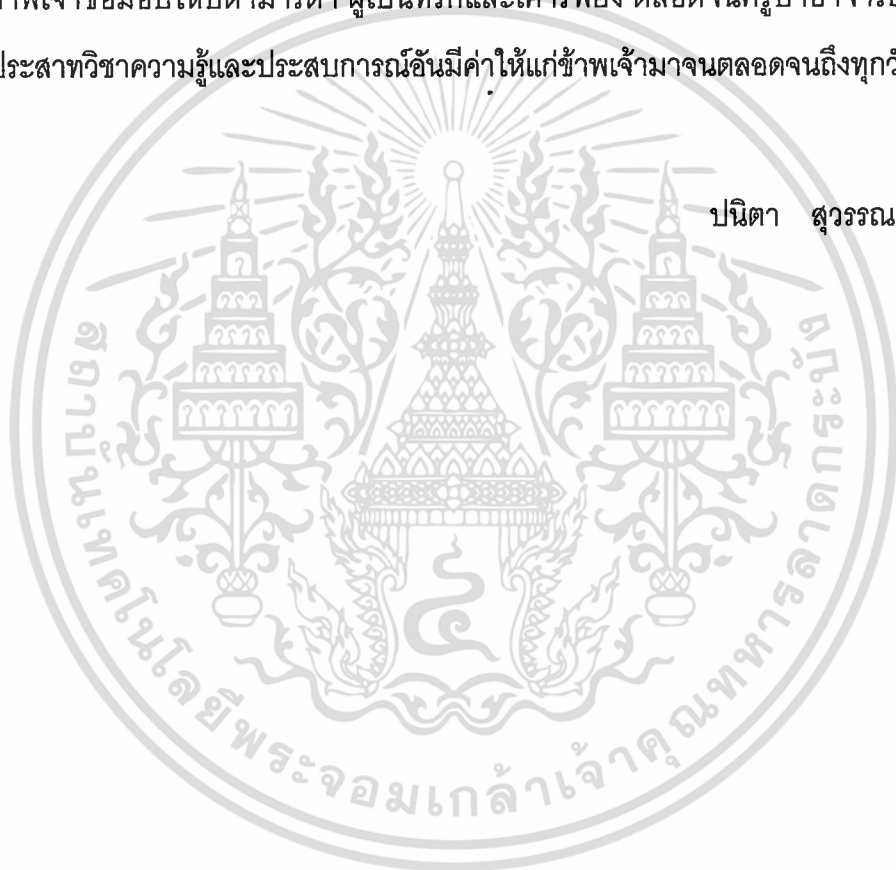 ประสาทวิชาความรู้และประสบการณ์อันมีค่าให้แก่ข้าพเจ้ามาจนตลอดจนถึงทุกวั
ปนิตา สุวรรณ
สถาบันเทคโนโลยีพระจอมเกล้าเจ้าคุณทหารลาดกระบัง
๔